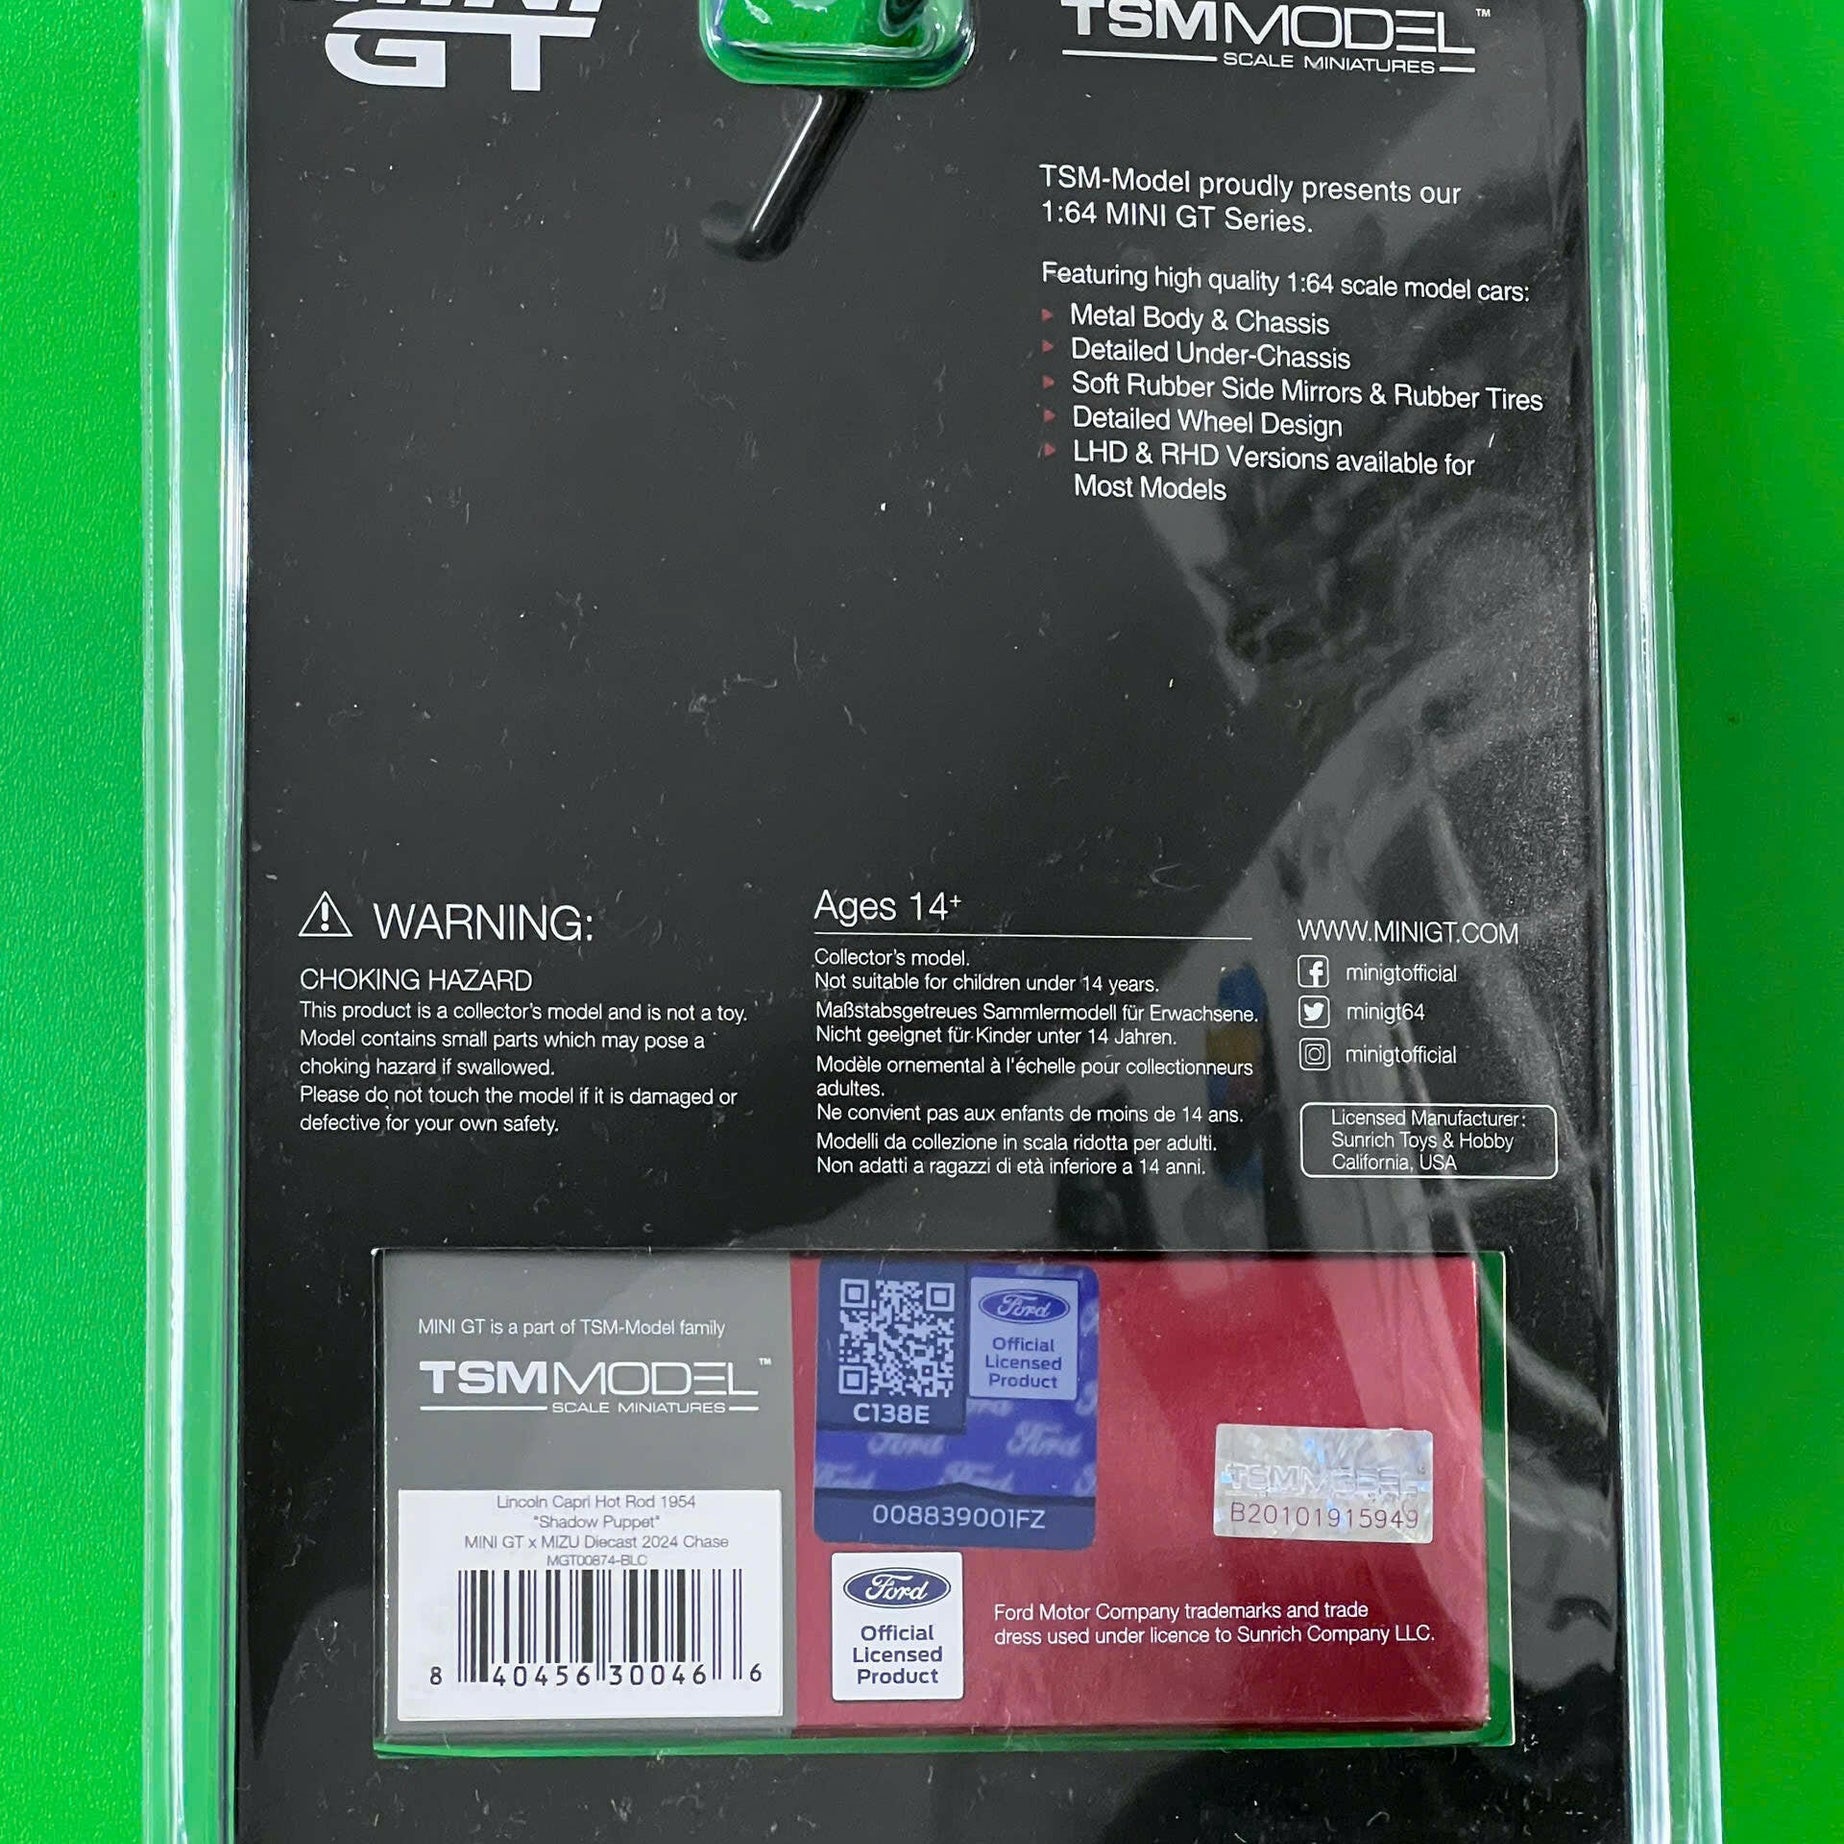 MINI
GT
TSMMODEL™
SCALE MINIATURES
TSM-Model proudly presents our
1:64 MINI GT Series.
Featuring high quality 1:64 scale model cars:
Metal Body & Chassis
Detailed Under-Chassis
Soft Rubber Side Mirrors & Rubber Tires
Detailed Wheel Design
LHD & RHD Versions available for
Most Models
WARNING:
CHOKING HAZARD
This product is a collector's model and is not a toy.
Model contains small parts which may pose a
choking hazard if swallowed.
Please do not touch the model if it is damaged or
defective for your own safety.
Ages 14+
Collector's model.
Not suitable for children under 14 years.
Maßstabsgetreues Sammlermodell für Erwachsene.
Nicht geeignet für Kinder unter 14 Jahren.
Modèle ornemental à l'échelle pour collectionneurs
adultes.
Ne convient pas aux enfants de moins de 14 ans.
Modelli da collezione in scala ridotta per adulti.
Non adatti a ragazzi di età inferiore a 14 anni.
WWW.MINIGT.COM
minigtofficial
minigt64
minigtofficial
Licensed Manufacturer:
Sunrich Toys & Hobby
California, USA
MINI GT is a part of TSM-Model family
TSMMODEL™
SCALE MINIATURES
Lincoln Capri Hot Rod 1954
"Shadow Puppet"
MINI GT x MIZU Diecast 2024 Chase
MGT00874-BLC
8 40456 30046 6
C138E
Ford
Official
Licensed
Product
Ford Ford
Ford Ford
008839001FZ
TSMMODEL
B20101915949
Ford
Official
Licensed
Product
Ford Motor Company trademarks and trade
dress used under licence to Sunrich Company LLC.